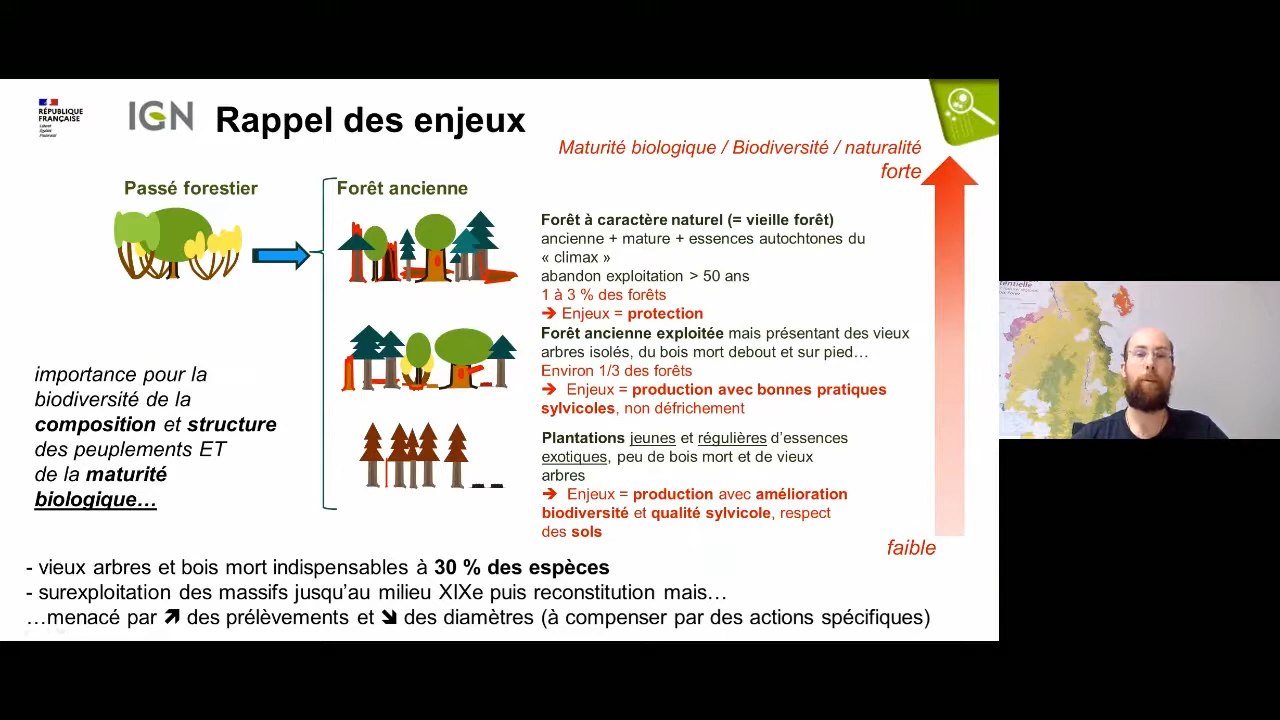 RÉPUBLIQUE
FRANÇAISE
Liberté
Égalité
Fraternité
IGN
Rappel des enjeux
Maturité biologique / Biodiversité / naturalité
forte
Passé forestier
Forêt ancienne
Forêt à caractère naturel (= vieille forêt)
ancienne + mature + essences autochtones du
« climax »
abandon exploitation > 50 ans
1 à 3 % des forêts
➔ Enjeux = protection
Forêt ancienne exploitée mais présentant des vieux
arbres isolés, du bois mort debout et sur pied…
Environ 1/3 des forêts
➔ Enjeux = production avec bonnes pratiques
sylvicoles, non défrichement
Plantations jeunes et régulières d'essences
exotiques, peu de bois mort et de vieux
arbres
➔ Enjeux = production avec amélioration
biodiversité et qualité sylvicole, respect
des sols
faible
importance pour la
biodiversité de la
composition et structure
des peuplements ET
de la maturité
biologique…
- vieux arbres et bois mort indispensables à 30 % des espèces
- surexploitation des massifs jusqu'au milieu XIXe puis reconstitution mais…
…menacé par ↗ des prélèvements et ↘ des diamètres (à compenser par des actions spécifiques)